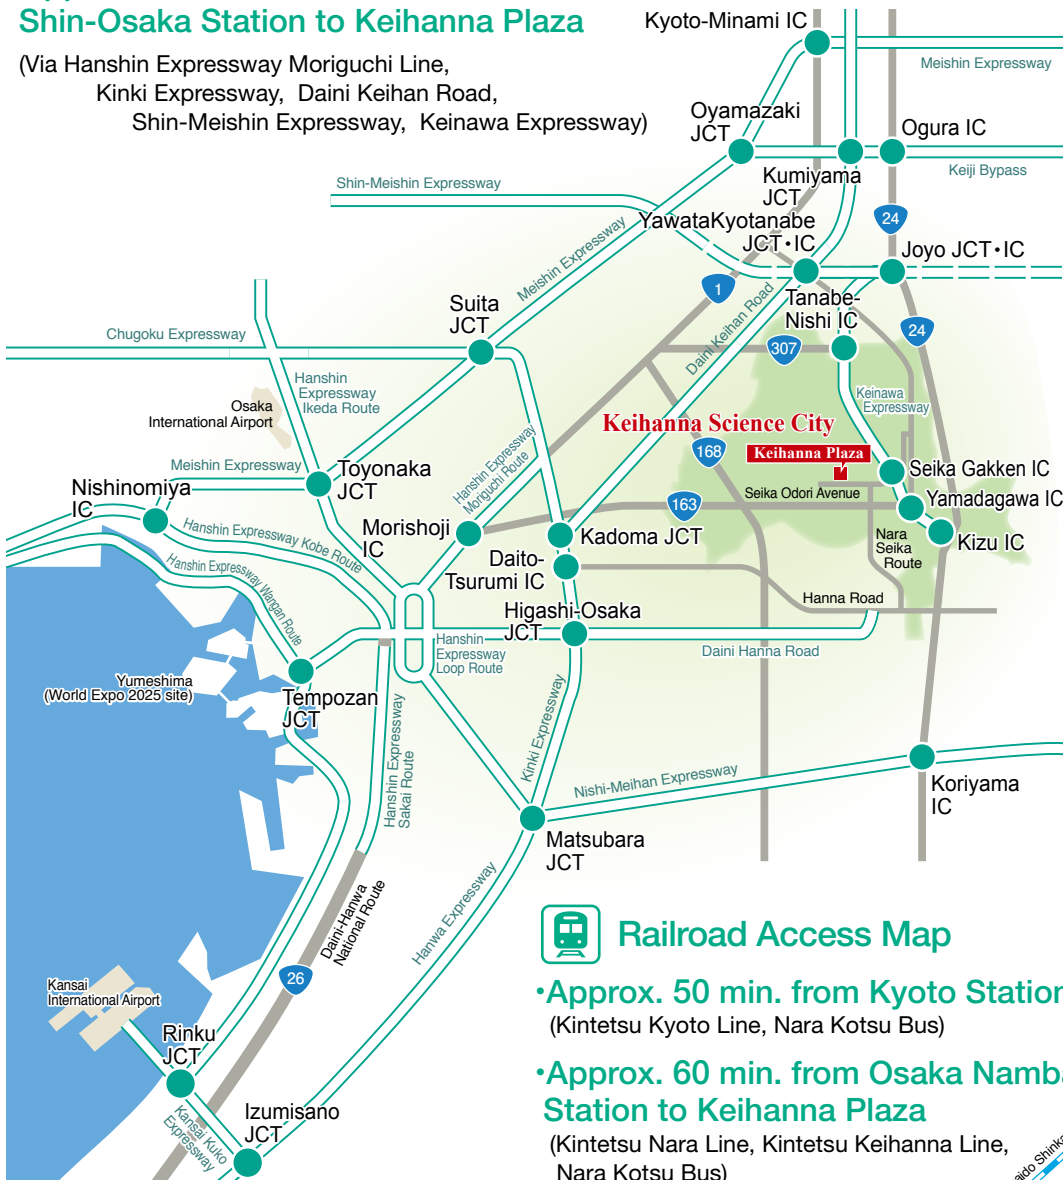 Shin-Osaka Station to Keihanna Plaza
(Via Hanshin Expressway Moriguchi Line,
Kinki Expressway, Daini Keihan Road,
Shin-Meishin Expressway, Keinawa Expressway)
Kyoto-Minami IC
Meishin Expressway
Oyamazaki
JCT
Ogura IC
Kumiyama
JCT
Keiji Bypass
Shin-Meishin Expressway
24
YawataKyotanabe
JCT・IC
Joyo JCT・IC
Meishin Expressway
1
Daini Keihan Road
Tanabe-
Nishi IC
Suita
JCT
24
Chugoku Expressway
307
Hanshin
Expressway
Ikeda Route
Keinawa
Expressway
Osaka
International Airport
Keihanna Science City
Hanshin Expressway
Moriguchi Route
168
Keihanna Plaza
Meishin Expressway
Toyonaka
JCT
Seika Gakken IC
Nishinomiya
IC
Seika Odori Avenue
163
Yamadagawa IC
Hanshin Expressway Kobe Route
Morishoji
IC
Kadoma JCT
Nara
Seika
Route
Kizu IC
Hanshin Expressway Wangan Route
Daito-
Tsurumi IC
Hanna Road
Higashi-Osaka
JCT
Hanshin
Expressway
Loop Route
Daini Hanna Road
Yumeshima
(World Expo 2025 site)
Tempozan
JCT
Hanshin Expressway
Sakai Route
Kinki Expressway
Nishi-Meihan Expressway
Koriyama
IC
Matsubara
JCT
Daini-Hanwa
National Route
Hanwa Expressway
26
Kansai
International Airport
Rinku
JCT
Kansai Kuko
Expressway
Izumisano
JCT
Railroad Access Map
・Approx. 50 min. from Kyoto Station
(Kintetsu Kyoto Line, Nara Kotsu Bus)
・Approx. 60 min. from Osaka Namba
Station to Keihanna Plaza
(Kintetsu Nara Line, Kintetsu Keihanna Line,
Nara Kotsu Bus)